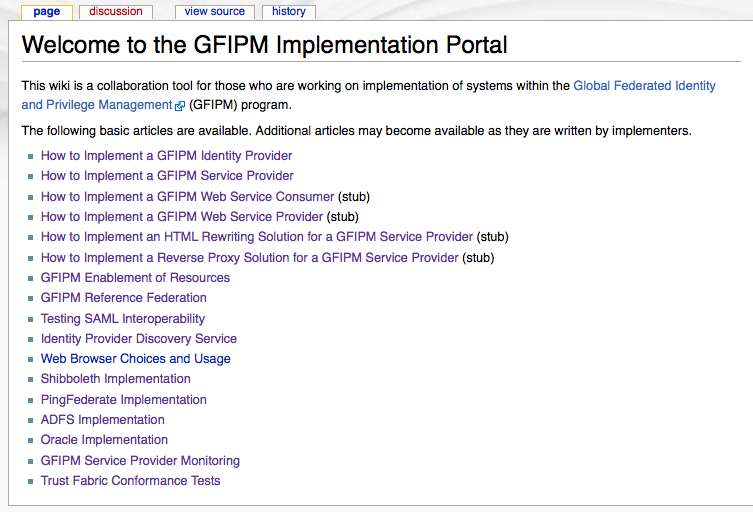 page discussion view source history
Welcome to the GFIPM Implementation Portal
This wiki is a collaboration tool for those who are working on implementation of systems within the Global Federated Identity
and Privilege Management (GFIPM) program.
The following basic articles are available. Additional articles may become available as they are written by implementers.
How to Implement a GFIPM Identity Provider
How to Implement a GFIPM Service Provider
How to Implement a GFIPM Web Service Consumer (stub)
How to Implement a GFIPM Web Service Provider (stub)
How to Implement an HTML Rewriting Solution for a GFIPM Service Provider (stub)
How to Implement a Reverse Proxy Solution for a GFIPM Service Provider (stub)
GFIPM Enablement of Resources
GFIPM Reference Federation
Testing SAML Interoperability
Identity Provider Discovery Service
Web Browser Choices and Usage
Shibboleth Implementation
PingFederate Implementation
ADFS Implementation
Oracle Implementation
GFIPM Service Provider Monitoring
Trust Fabric Conformance Tests